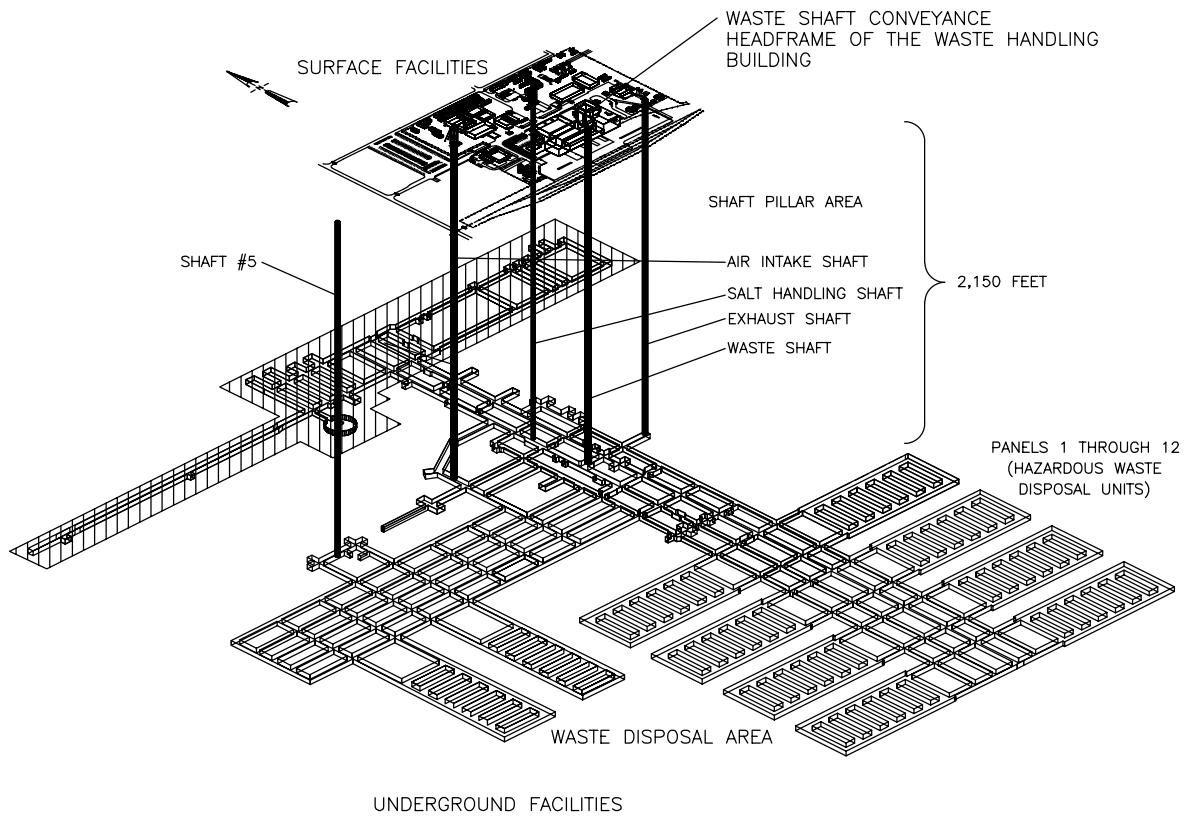 WASTE SHAFT CONVEYANCE
HEADFRAME OF THE WASTE HANDLING
BUILDING
SURFACE FACILITIES
SHAFT PILLAR AREA
SHAFT #5
AIR INTAKE SHAFT
2,150 FEET
SALT HANDLING SHAFT
EXHAUST SHAFT
WASTE SHAFT
PANELS 1 THROUGH 12
(HAZARDOUS WASTE
DISPOSAL UNITS)
WASTE DISPOSAL AREA
UNDERGROUND FACILITIES